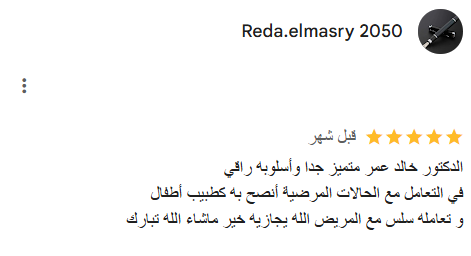 Reda.elmasry 2050
قبل شهر
الدكتور خالد عمر متميز جدا وأسلوبه راقي
في التعامل مع الحالات المرضية أنصح به كطبيب أطفال
و تعامله سلس مع المريض الله يجازيه خير ماشاء الله تبارك